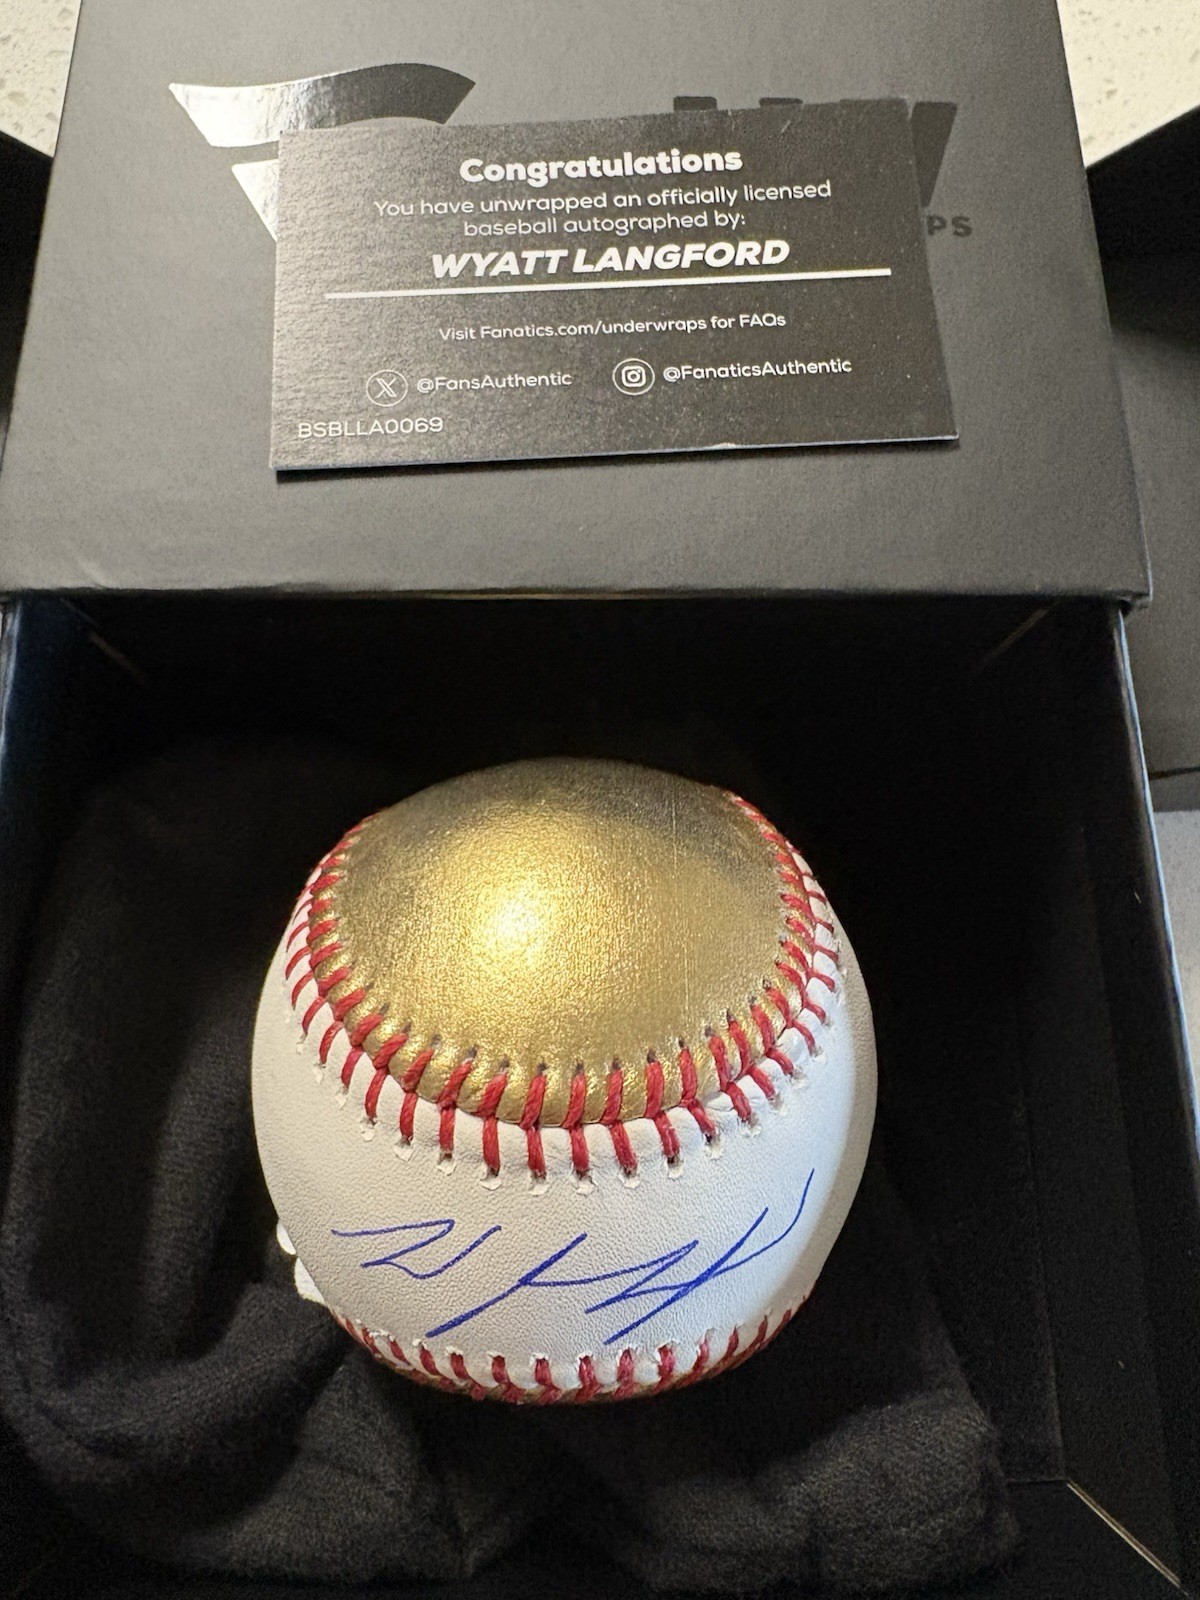 Congratulations
You have unwrapped an officially licensed
baseball autographed by:
WYATT LANGFORD
Visit Fanatics.com/underwraps for FAQs
@FansAuthentic @FanaticsAuthentic
BSBLLA0069
PS